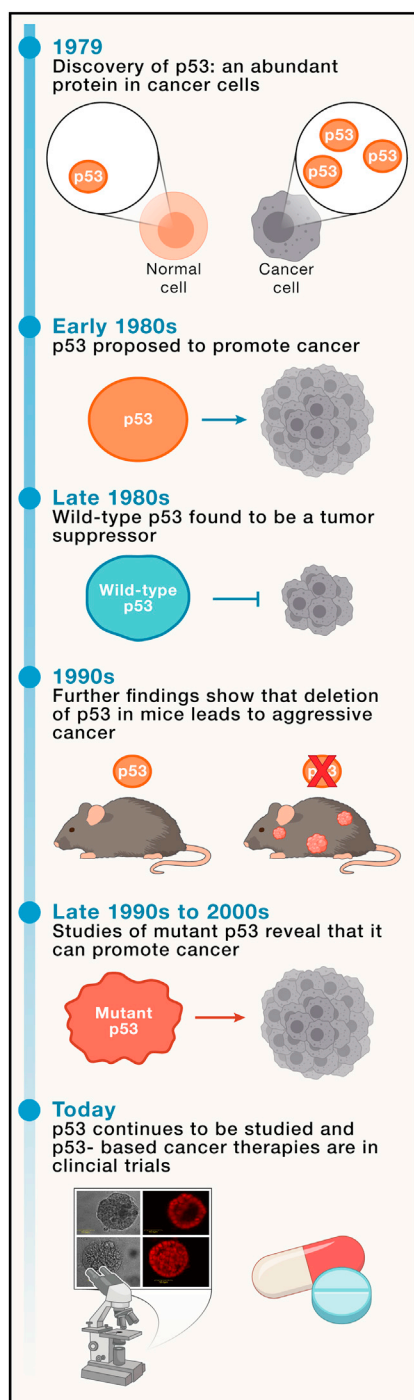 1979
Discovery of p53: an abundant
protein in cancer cells
p53
p53
p53
p53
Normal
cell
Cancer
cell
Early 1980s
p53 proposed to promote cancer
p53
Late 1980s
Wild-type p53 found to be a tumor
suppressor
Wild-type
p53
1990s
Further findings show that deletion
of p53 in mice leads to aggressive
cancer
p53
p53
Late 1990s to 2000s
Studies of mutant p53 reveal that it
can promote cancer
Mutant
p53
Today
p53 continues to be studied and
p53- based cancer therapies are in
clincial trials